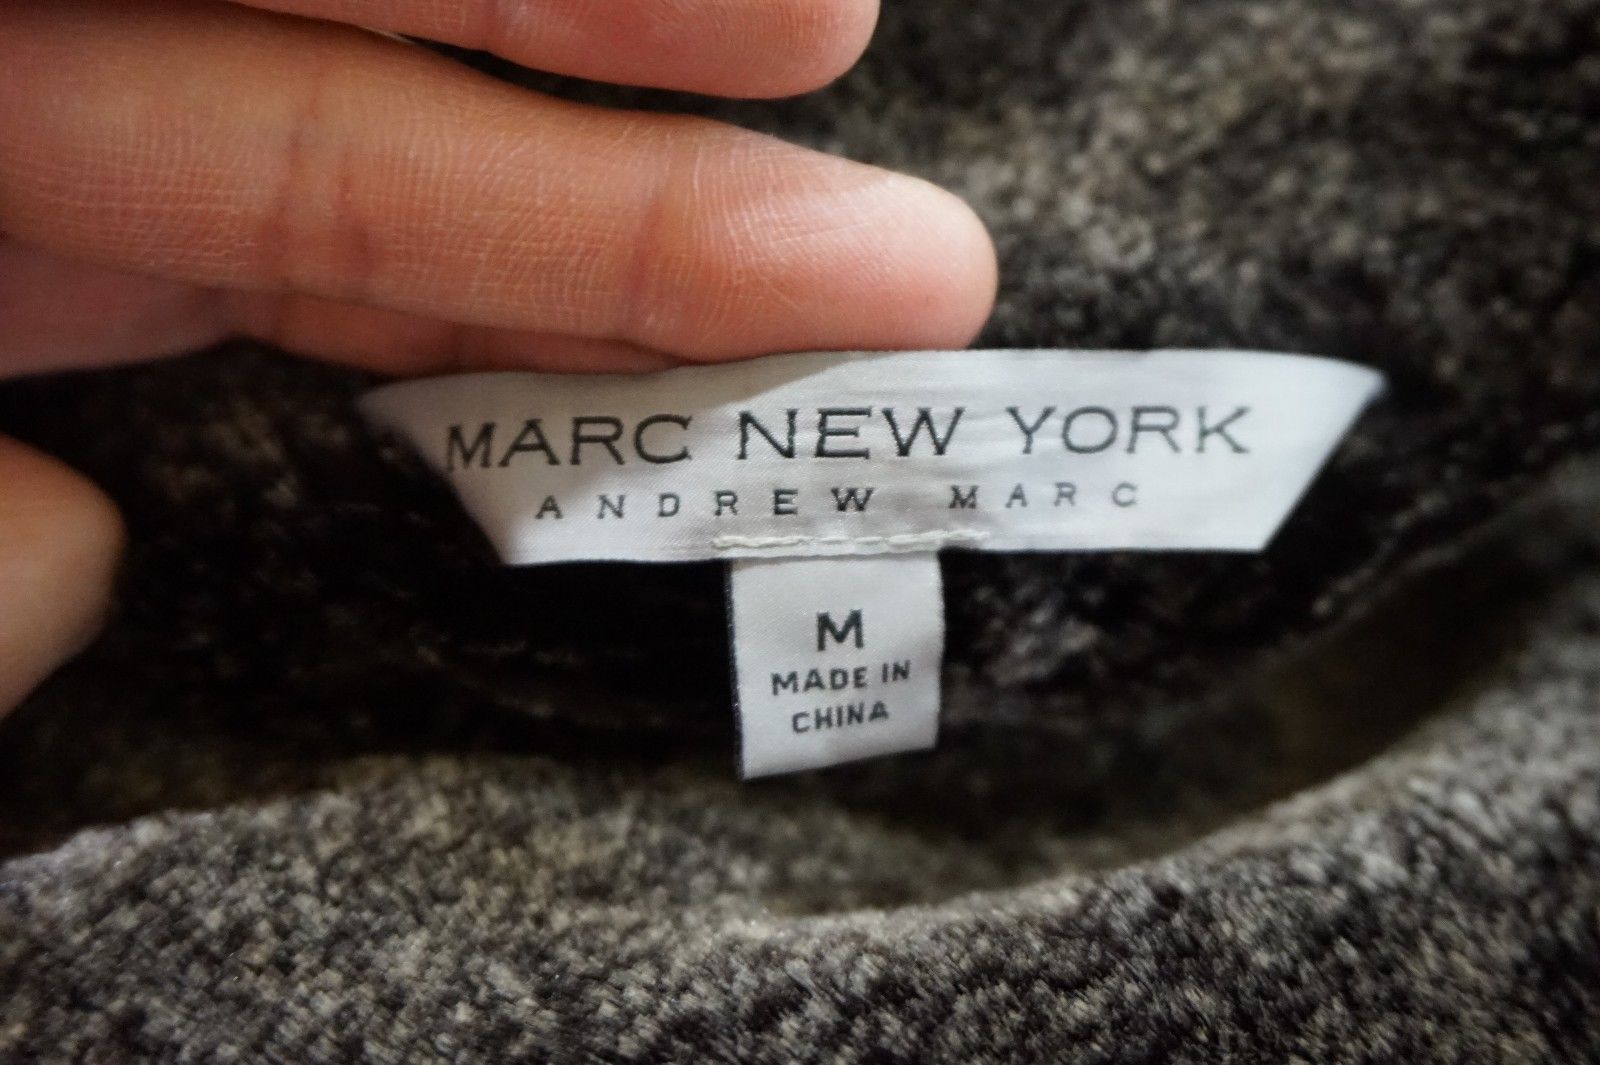 MARC NEW YORK
ANDREW MARC
M
MADE IN
CHINA